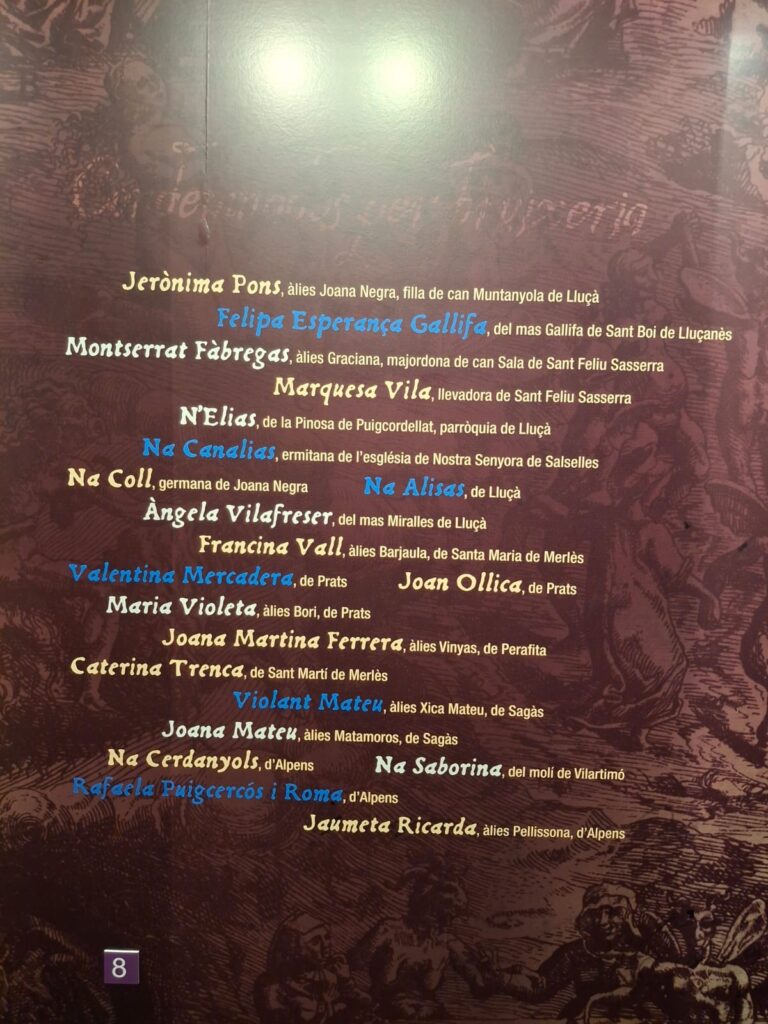 Condemnades per bruixeria
Jerònima Pons, àlies Joana Negra, filla de can Muntanyola de Lluçà
Felipa Esperança Gallifa, del mas Gallifa de Sant Boi de Lluçanès
Montserrat Fàbregas, àlies Graciana, majordona de can Sala de Sant Feliu Sasserra
Marquesa Vila, llevadora de Sant Feliu Sasserra
N'Elias, de la Pinosa de Puigcordellat, parròquia de Lluçà
Na Canalias, ermitana de l'església de Nostra Senyora de Salselles
Na Coll, germana de Joana Negra Na Alisas, de Lluçà
Àngela Vilafreser, del mas Miralles de Lluçà
Francina Vall, àlies Barjaula, de Santa Maria de Merlès
Valentina Mercadera, de Prats Joan Ollica, de Prats
Maria Violeta, àlies Bori, de Prats
Joana Martina Ferrera, àlies Vinyas, de Perafita
Caterina Trenca, de Sant Martí de Merlès
Violant Mateu, àlies Xica Mateu, de Sagàs
Joana Mateu, àlies Matamoros, de Sagàs
Na Cerdanyols, d'Alpens Na Saborina, del molí de Vilartimó
Rafaela Puigcercós i Roma, d'Alpens
Jaumeta Ricarda, àlies Pellissona, d'Alpens
8